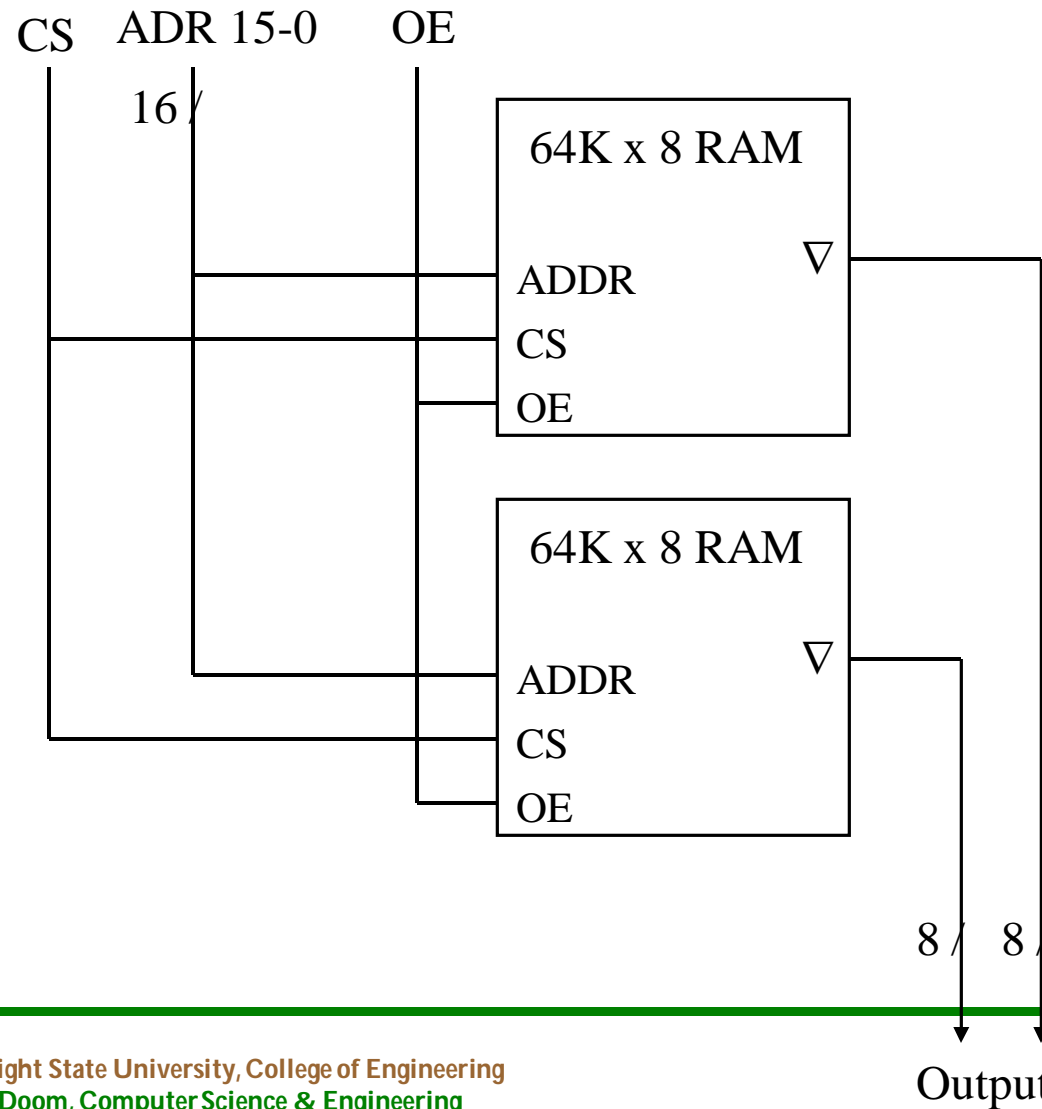 CS ADR 15-0 OE
16 /
64K x 8 RAM
∇
ADDR
CS
OE
64K x 8 RAM
∇
ADDR
CS
OE
8 / 8 /
ight State University, College of Engineering
Doom, Computer Science & Engineering
Output